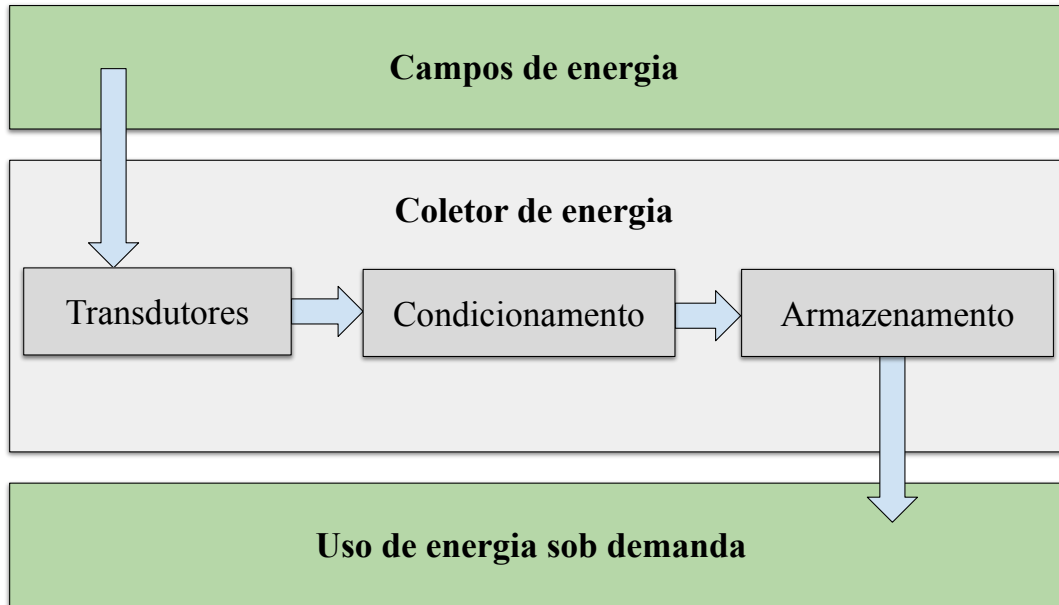 Campos de energia
Coletor de energia
Transdutores
Condicionamento
Armazenamento
Uso de energia sob demanda